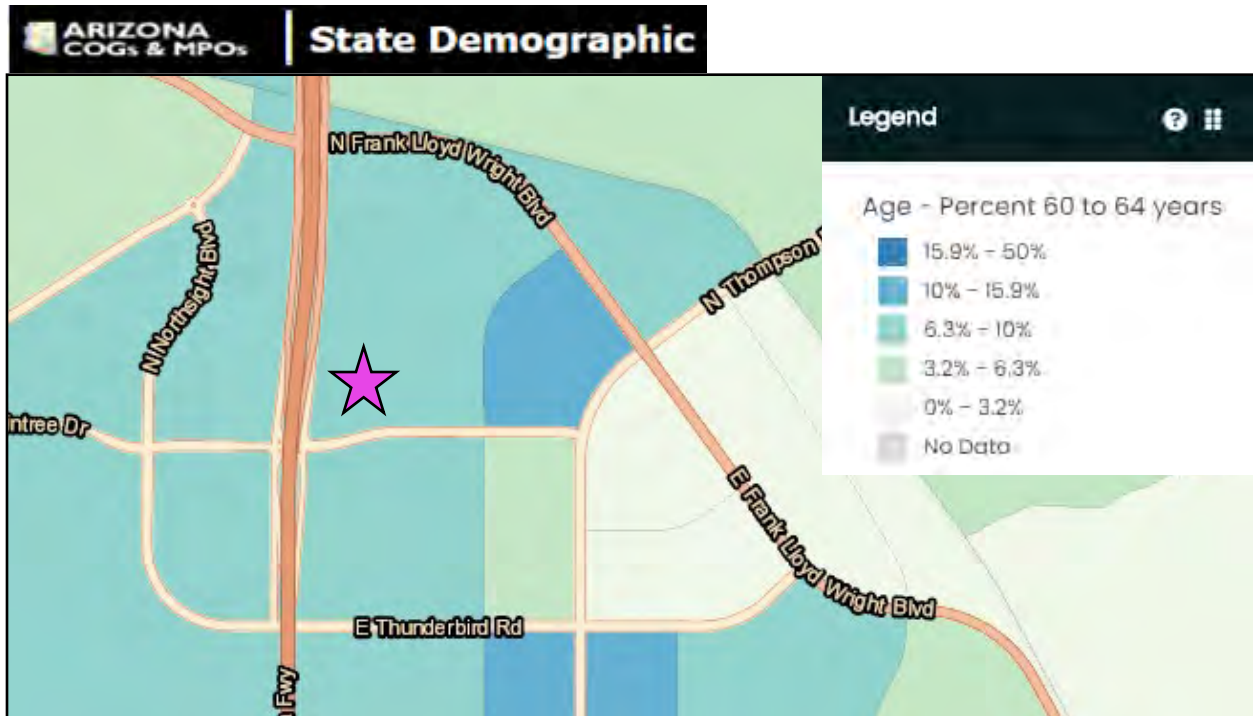 ARIZONA
COGs & MPOs
State Demographic
Legend
?
Age - Percent 60 to 64 years
15.9% - 50%
10% - 15.9%
6.3% - 10%
3.2% - 6.3%
0% - 3.2%
No Data
N Frank Lloyd Wright Blvd
N Thompson
N Northsight Blvd
intree Dr
E Frank Lloyd Wright Blvd
E Thunderbird Rd
Fwy